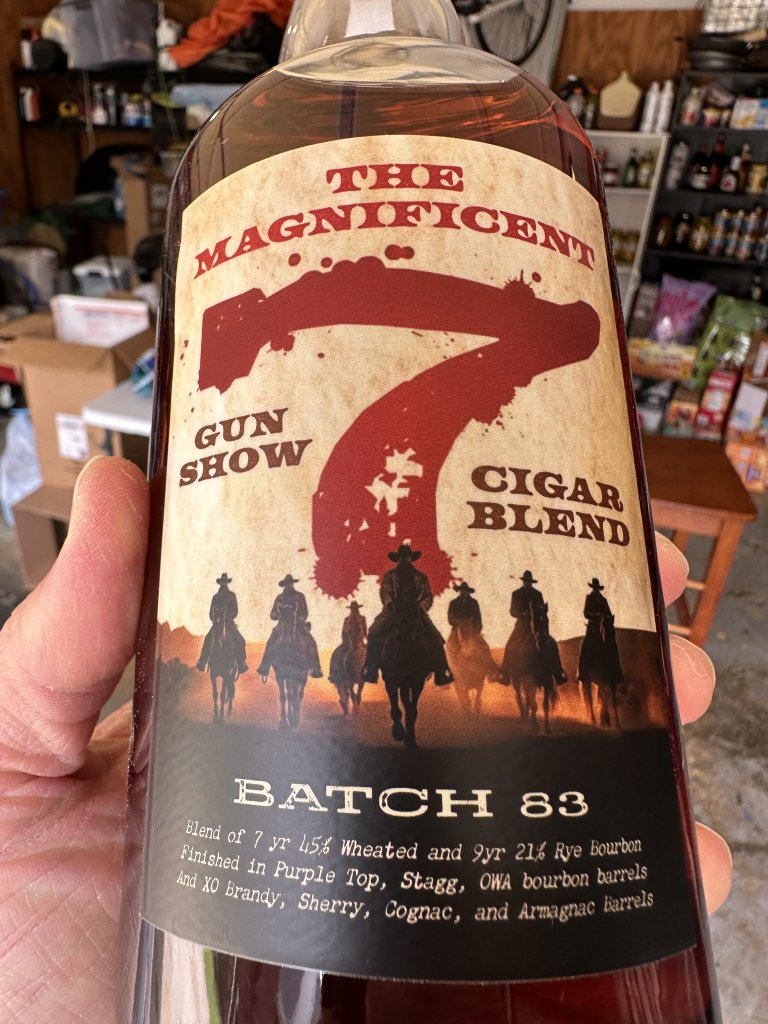 THE
MAGNIFICENT
7
GUN
SHOW
CIGAR
BLEND
BATCH 83
Blend of 7 yr 45% Wheated and 9yr 21% Rye Bourbon
Finished in Purple Top, Stagg, OWA bourbon barrels
And XO Brandy, Sherry, Cognac, and Armagnac Barrels